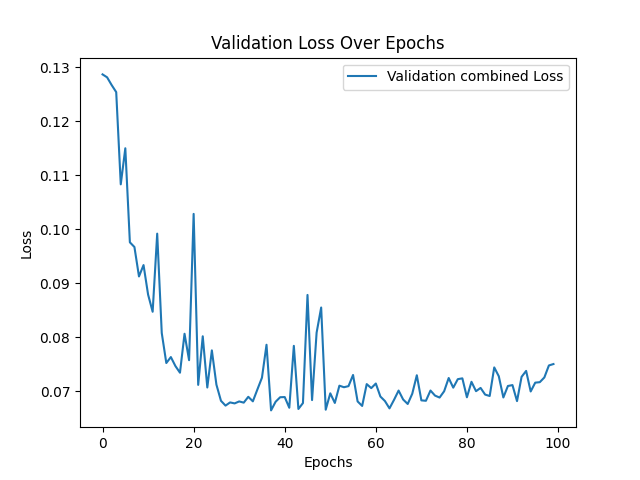 Validation Loss Over Epochs
Validation combined Loss
Loss
0.13
0.12
0.11
0.10
0.09
0.08
0.07
0 20 40 60 80 100
Epochs